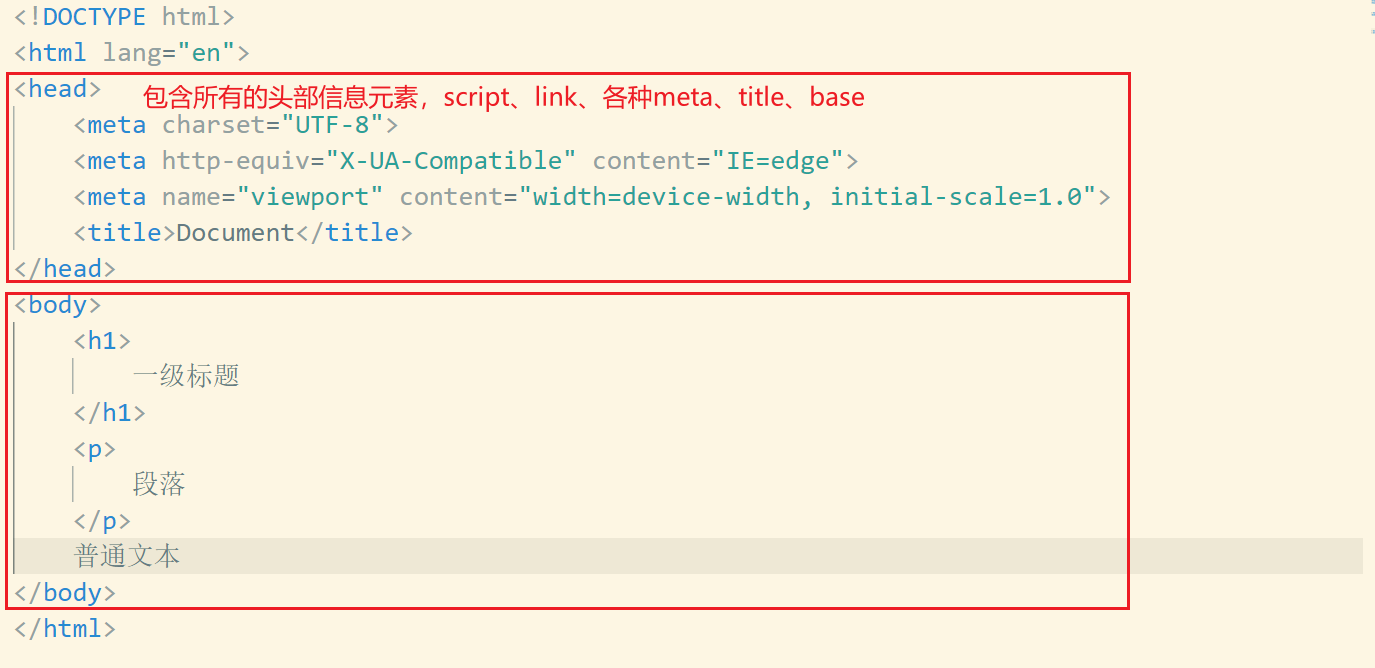 <!DOCTYPE html>
<html lang="en">
<head> 包含所有的头部信息元素，script、link、各种meta、title、base
    <meta charset="UTF-8">
    <meta http-equiv="X-UA-Compatible" content="IE=edge">
    <meta name="viewport" content="width=device-width, initial-scale=1.0">
    <title>Document</title>
</head>
<body>
    <h1>
        一级标题
    </h1>
    <p>
        段落
    </p>
    普通文本
</body>
</html>